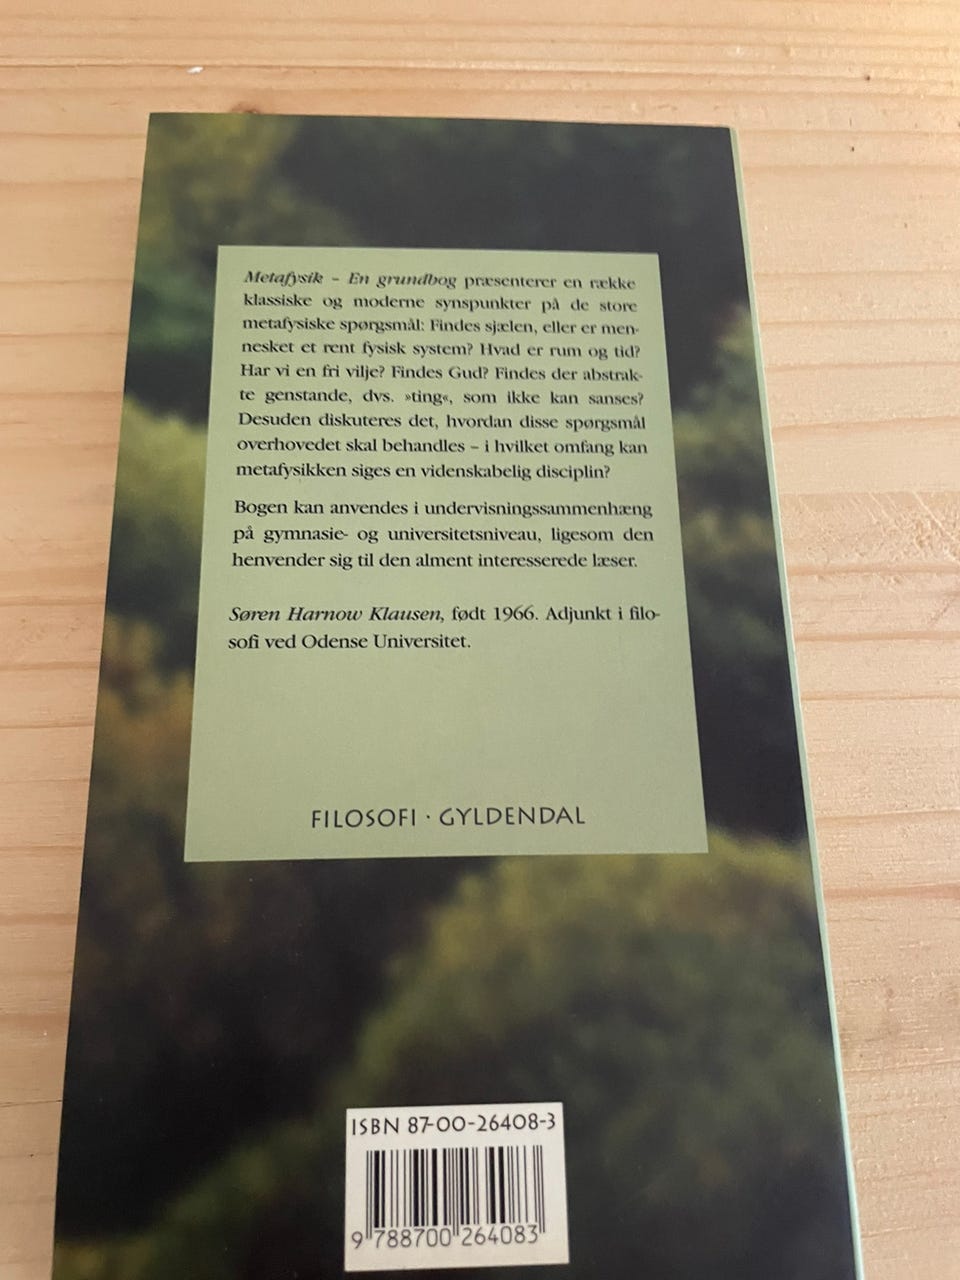 Metafysik – En grundbog præsenterer en række
klassiske og moderne synspunkter på de store
metafysiske spørgsmål: Findes sjælen, eller er men-
nesket et rent fysisk system? Hvad er rum og tid?
Har vi en fri vilje? Findes Gud? Findes der abstrak-
te genstande, dvs. »ting«, som ikke kan sanses?
Desuden diskuteres det, hvordan disse spørgsmål
overhovedet skal behandles – i hvilket omfang kan
metafysikken siges en videnskabelig disciplin?
Bogen kan anvendes i undervisningssammenhæng
på gymnasie- og universitetsniveau, ligesom den
henvender sig til den alment interesserede læser.
Søren Harnow Klausen, født 1966. Adjunkt i filo-
sofi ved Odense Universitet.
FILOSOFI · GYLDENDAL
ISBN 87-00-26408-3
9 788700 264083